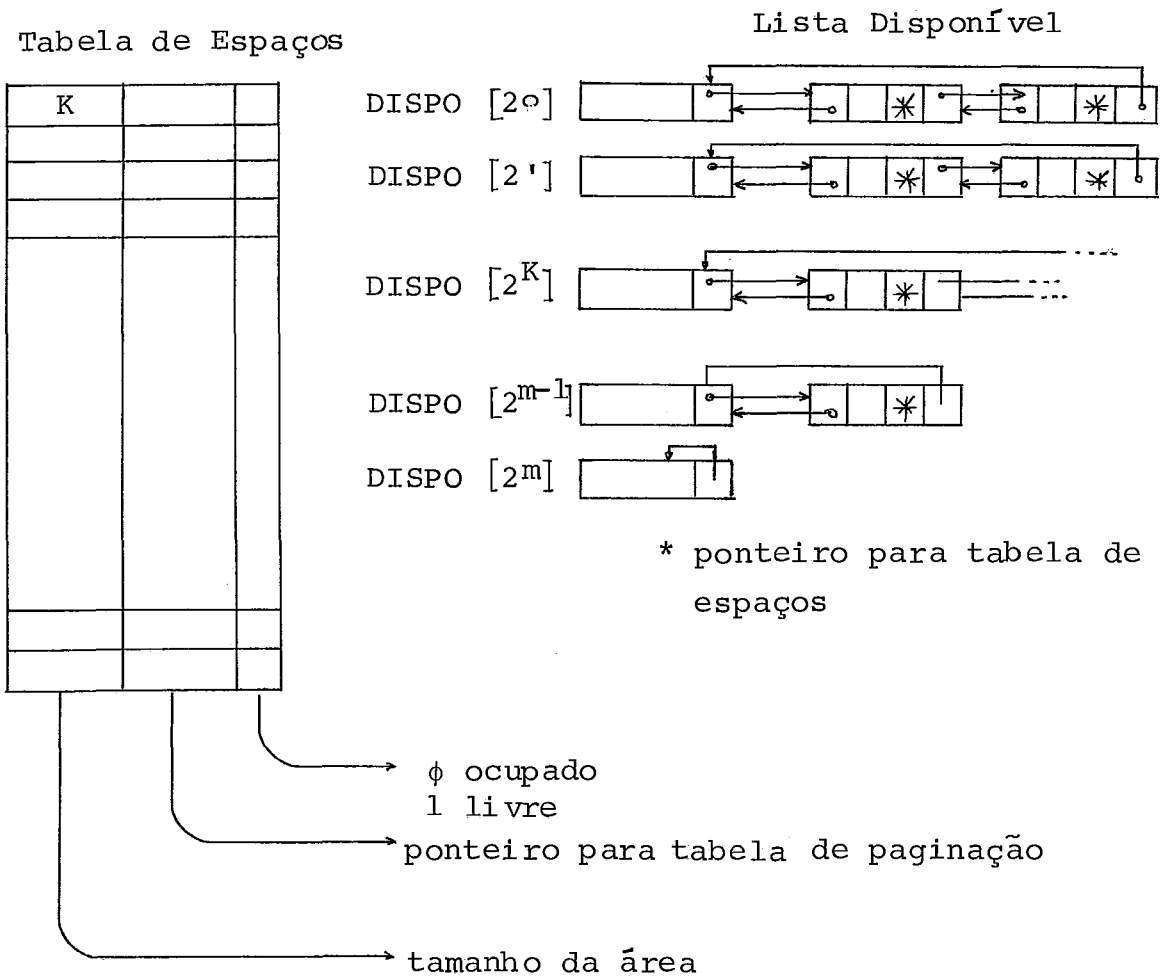 Tabela de Espaços
Lista Disponível
K
DISPO [2º]
*
*
DISPO [2']
*
*
DISPO [2^K]
*
DISPO [2^m-1]
*
DISPO [2^m]
* ponteiro para tabela de
espaços
ϕ ocupado
1 livre
ponteiro para tabela de paginação
tamanho da área